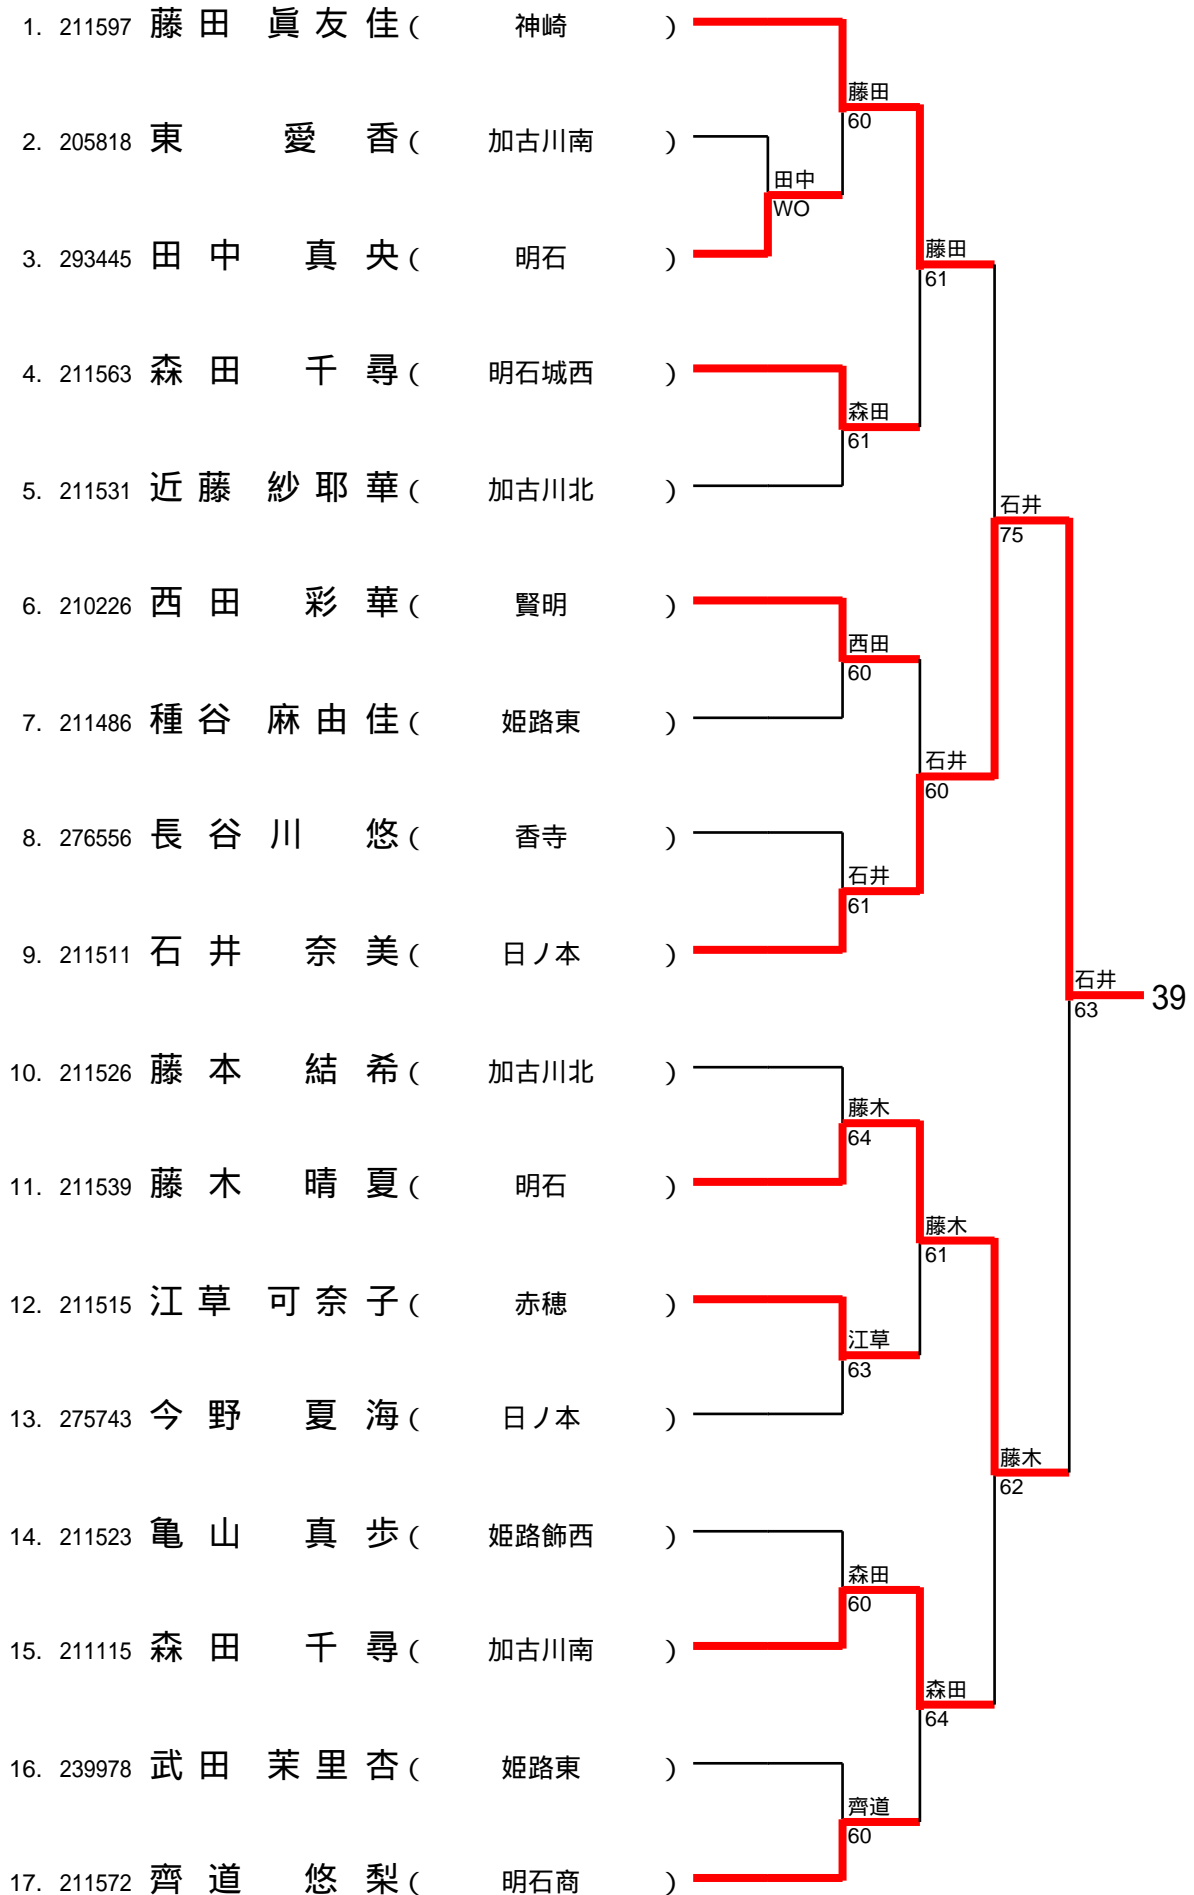 1. 211597 藤田 眞友佳 ( 神崎 )
藤田
60
2. 205818 東 愛香 ( 加古川南 )
田中
WO
3. 293445 田中 真央 ( 明石 )
藤田
61
4. 211563 森田 千尋 ( 明石城西 )
森田
61
5. 211531 近藤 紗耶華 ( 加古川北 )
石井
75
6. 210226 西田 彩華 ( 賢明 )
西田
60
7. 211486 種谷 麻由佳 ( 姫路東 )
石井
60
8. 276556 長谷川 悠 ( 香寺 )
石井
61
9. 211511 石井 奈美 ( 日ノ本 )
石井
63
39
10. 211526 藤本 結希 ( 加古川北 )
藤木
64
11. 211539 藤木 晴夏 ( 明石 )
藤木
61
12. 211515 江草 可奈子 ( 赤穂 )
江草
63
13. 275743 今野 夏海 ( 日ノ本 )
藤木
62
14. 211523 亀山 真歩 ( 姫路飾西 )
森田
60
15. 211115 森田 千尋 ( 加古川南 )
森田
64
16. 239978 武田 茉里杏 ( 姫路東 )
齊道
60
17. 211572 齊道 悠梨 ( 明石商 )